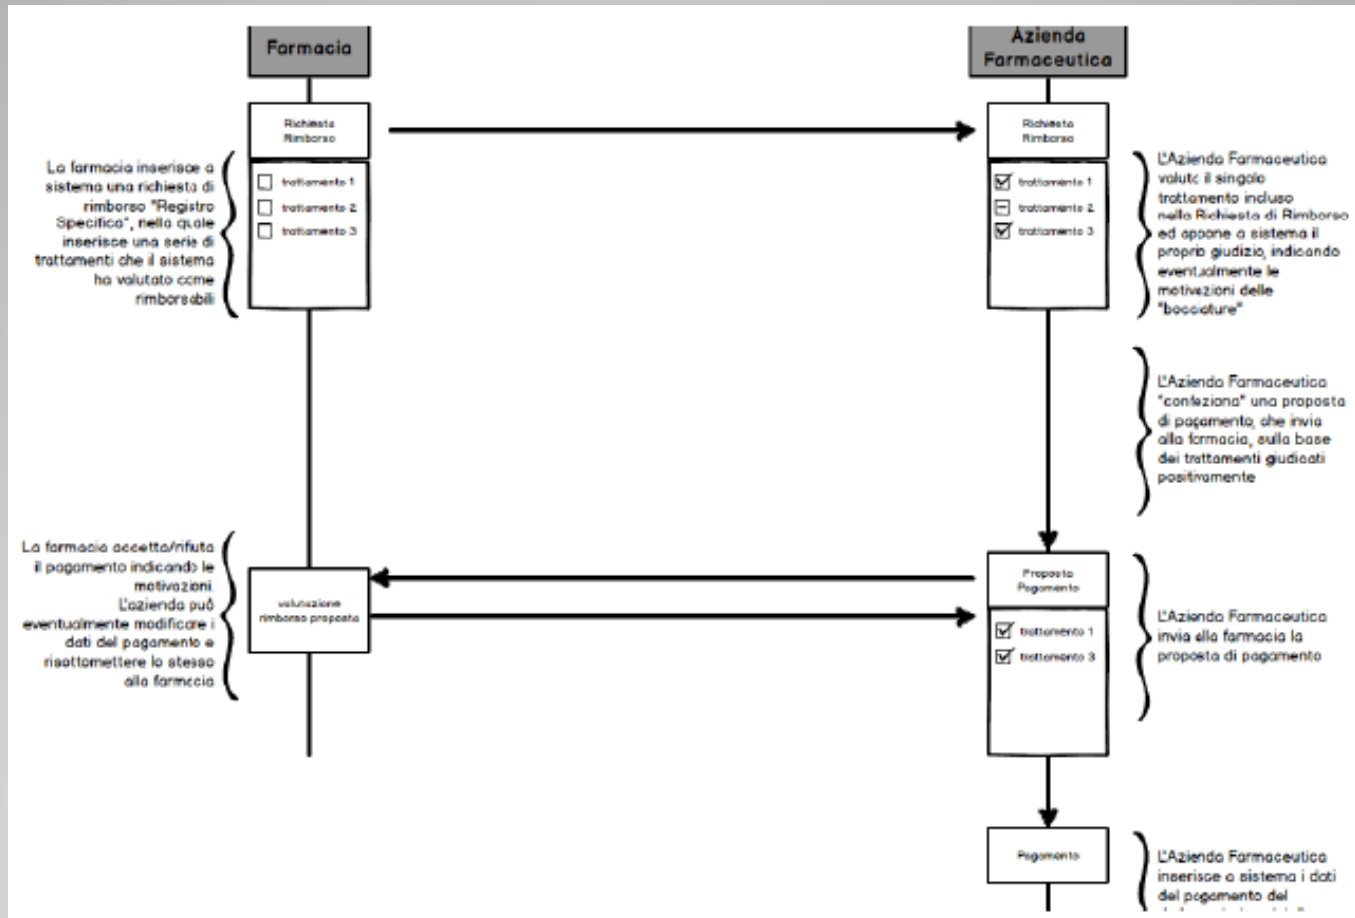 Farmacia
Azienda
Farmaceutica
Richiesta
Rimborso
Richiesta
Rimborso
La farmacia inserisce a
sistema una richiesta di
rimborso "Registro
Specifica", nella quale
inserisce una serie di
trattamenti che il sistema
ha valutato come
rimborsabili
trattamento 1
trattamento 2
trattamento 3
trattamento 1
trattamento 2
trattamento 3
L'Azienda Farmaceutica
valuta il singolo
trattamento incluso
nella Richiesta di Rimborso
ed appone a sistema il
proprio giudizio, indicando
eventualmente le
motivazioni delle
"bocciature"
L'Azienda Farmaceutica
"confeziona" una proposta
di pagamento, che invia
alla farmacia, sulla base
dei trattamenti giudicati
positivamente
La farmacia accetta/rifiuta
il pagamento indicando le
motivazioni.
L'azienda può
eventualmente modificare i
dati del pagamento e
risottomettere lo stesso
alla farmacia
valutazione
rimborso proposta
Proposta
Pagamento
trattamento 1
trattamento 3
L'Azienda Farmaceutica
invia alla farmacia la
proposta di pagamento
Pagamento
L'Azienda Farmaceutica
inserisce a sistema i dati
del pagamento del